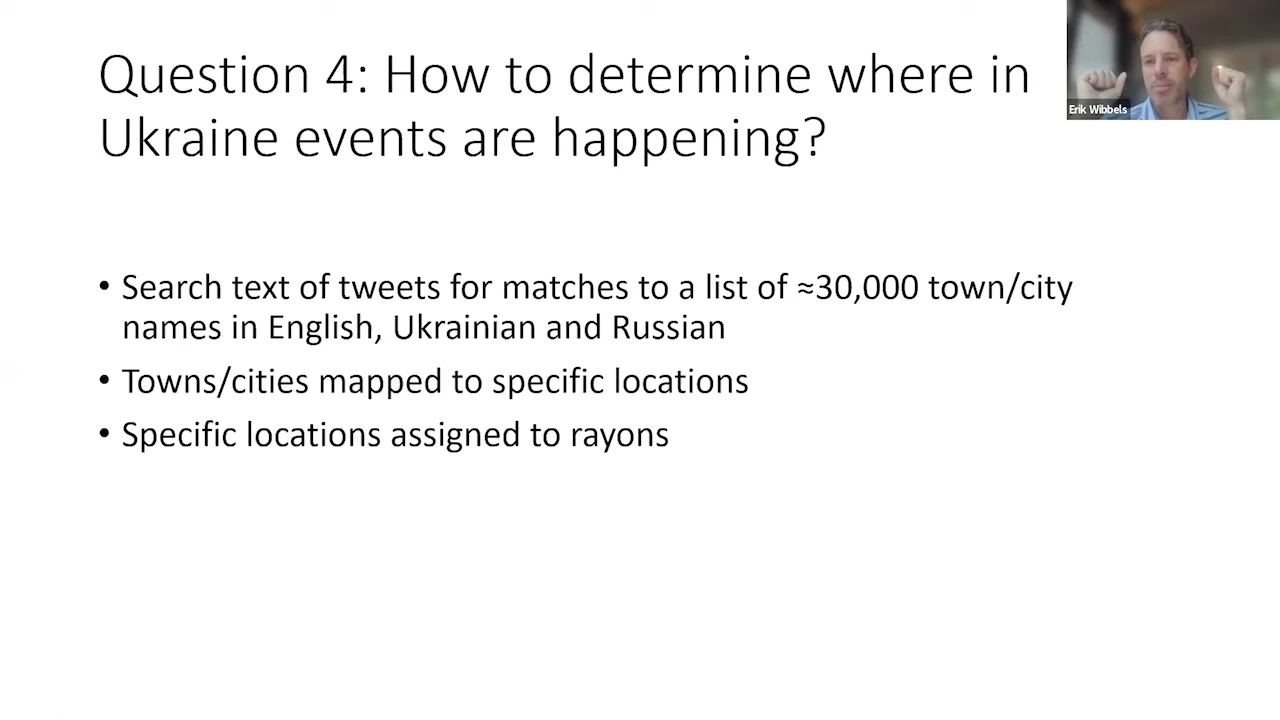 Question 4: How to determine where in
Ukraine events are happening?
Erik Wibbels
• Search text of tweets for matches to a list of ≈30,000 town/city
names in English, Ukrainian and Russian
• Towns/cities mapped to specific locations
• Specific locations assigned to rayons